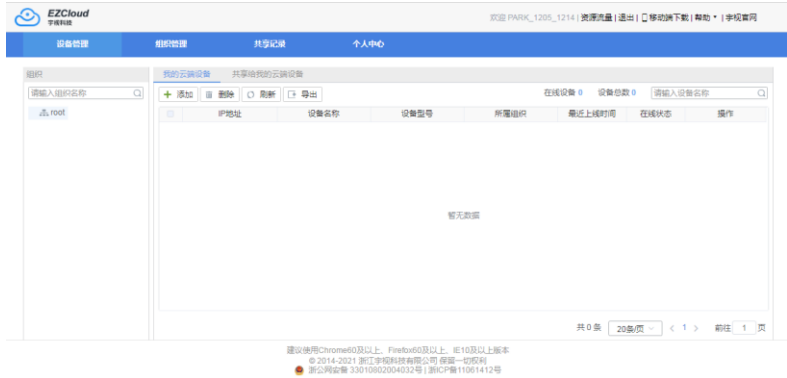 EZCloud
宇视科技
欢迎 PARK_1205_1214 | 资源流量 | 退出 | 移动端下载 | 帮助 | 宇视官网
设备管理 组织管理 共享记录 个人中心
组织
请输入组织名称
root
我的云端设备 共享给我的云端设备
添加 删除 刷新 导出 在线设备 0 设备总数 0 请输入设备名称
IP地址 设备名称 设备型号 所属组织 最近上线时间 在线状态 操作
暂无数据
共 0 条 20条/页 < 1 > 前往 1 页
建议使用Chrome60及以上、Firefox60及以上、IE10及以上版本
© 2014-2021 浙江宇视科技有限公司 保留一切权利
浙公网安备 33010802004032号 | 浙ICP备11061412号